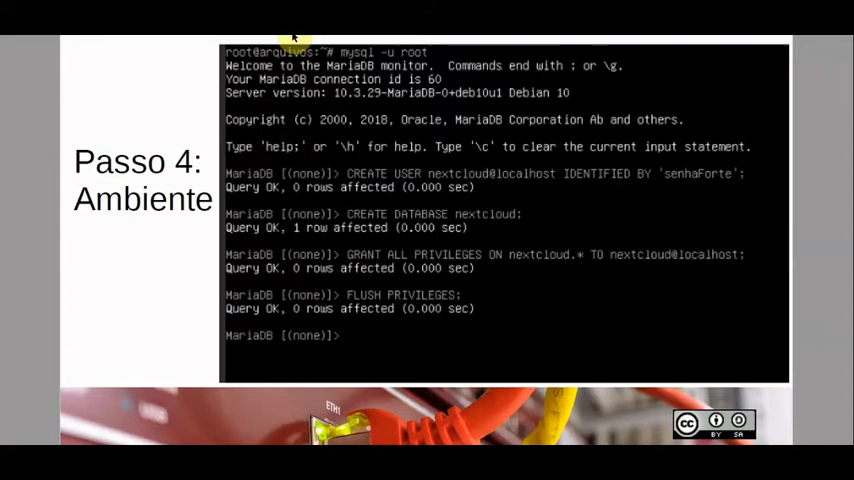 Passo 4:
Ambiente
root@arquivos:~# mysql -u root
Welcome to the MariaDB monitor.  Commands end with ; or \g.
Your MariaDB connection id is 60
Server version: 10.3.29-MariaDB-0+deb10u1 Debian 10

Copyright (c) 2000, 2018, Oracle, MariaDB Corporation Ab and others.

Type 'help;' or '\h' for help. Type '\c' to clear the current input statement.

MariaDB [(none)]> CREATE USER nextcloud@localhost IDENTIFIED BY 'senhaForte';
Query OK, 0 rows affected (0.000 sec)

MariaDB [(none)]> CREATE DATABASE nextcloud;
Query OK, 1 row affected (0.000 sec)

MariaDB [(none)]> GRANT ALL PRIVILEGES ON nextcloud.* TO nextcloud@localhost;
Query OK, 0 rows affected (0.000 sec)

MariaDB [(none)]> FLUSH PRIVILEGES;
Query OK, 0 rows affected (0.000 sec)

MariaDB [(none)]>
ETH1
cc
BY SA